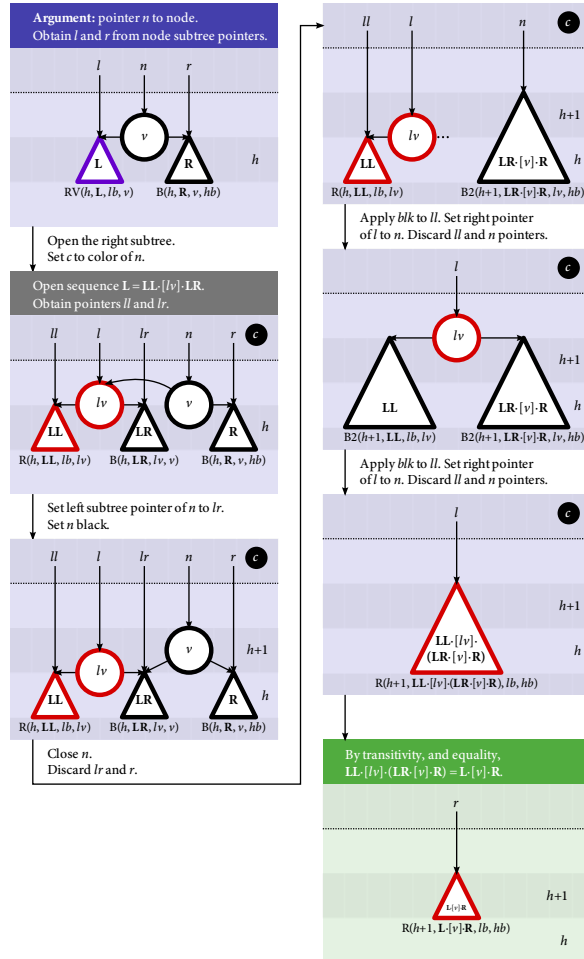 Argument: pointer n to node.
Obtain l and r from node subtree pointers.
l n r
v
L R
h
RV(h, L, lb, v) B(h, R, v, hb)
Open the right subtree.
Set c to color of n.
Open sequence L = LL·[lv]·LR.
Obtain pointers ll and lr.
ll l lr n r c
lv v
LL LR R
h
R(h, LL, lb, lv) B(h, LR, lv, v) B(h, R, v, hb)
Set left subtree pointer of n to lr.
Set n black.
ll l lr n r c
v
h+1
lv
LL LR R
h
R(h, LL, lb, lv) B(h, LR, lv, v) B(h, R, v, hb)
Close n.
Discard lr and r.
ll l n c
h+1
lv ...
LL LR·[v]·R
h
R(h, LL, lb, lv) B2(h+1, LR·[v]·R, lv, hb)
Apply blk to ll. Set right pointer
of l to n. Discard ll and n pointers.
l c
lv
h+1
LL LR·[v]·R
h
B2(h+1, LL, lb, lv) B2(h+1, LR·[v]·R, lv, hb)
Apply blk to ll. Set right pointer
of l to n. Discard ll and n pointers.
l c
h+1
LL·[lv]·
(LR·[v]·R)
h
R(h+1, LL·[lv]·(LR·[v]·R), lb, hb)
By transitivity, and equality,
LL·[lv]·(LR·[v]·R) = L·[v]·R.
r
h+1
L[v]·R
R(h+1, L·[v]·R, lb, hb)
h